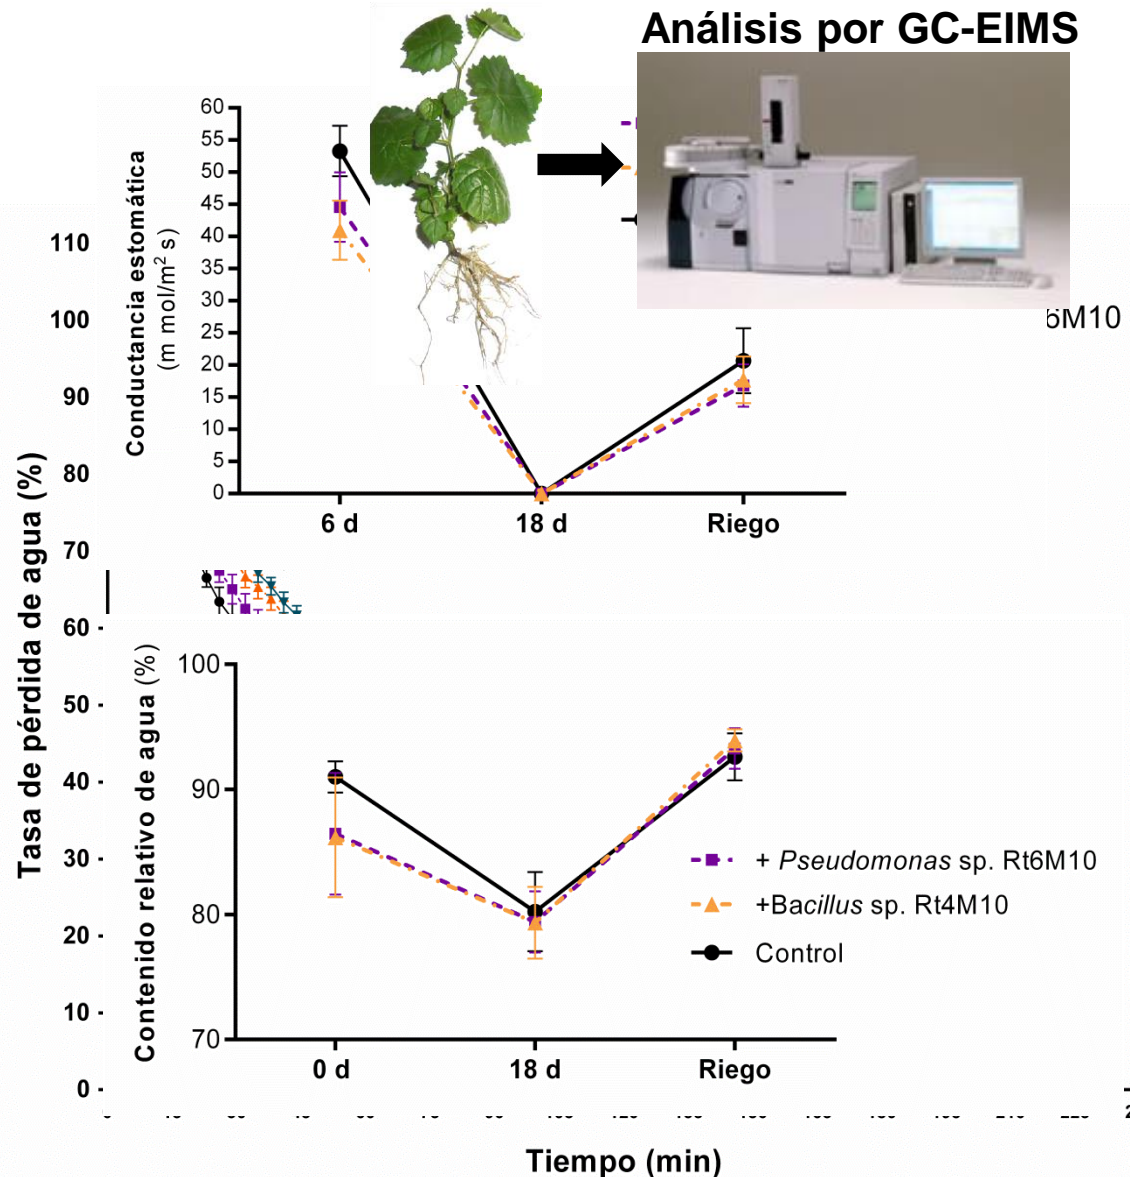 Análisis por GC-EIMS
60
55
50
45
40
35
30
25
20
15
10
5
0
Conductancia estomática
(m mol/m² s)
6 d 18 d Riego
6M10
110
100
90
80
70
60
50
40
30
20
10
0
Tasa de pérdida de agua (%)
100
90
80
70
Contenido relativo de agua (%)
0 d 18 d Riego
+ Pseudomonas sp. Rt6M10
+Bacillus sp. Rt4M10
Control
Tiempo (min)